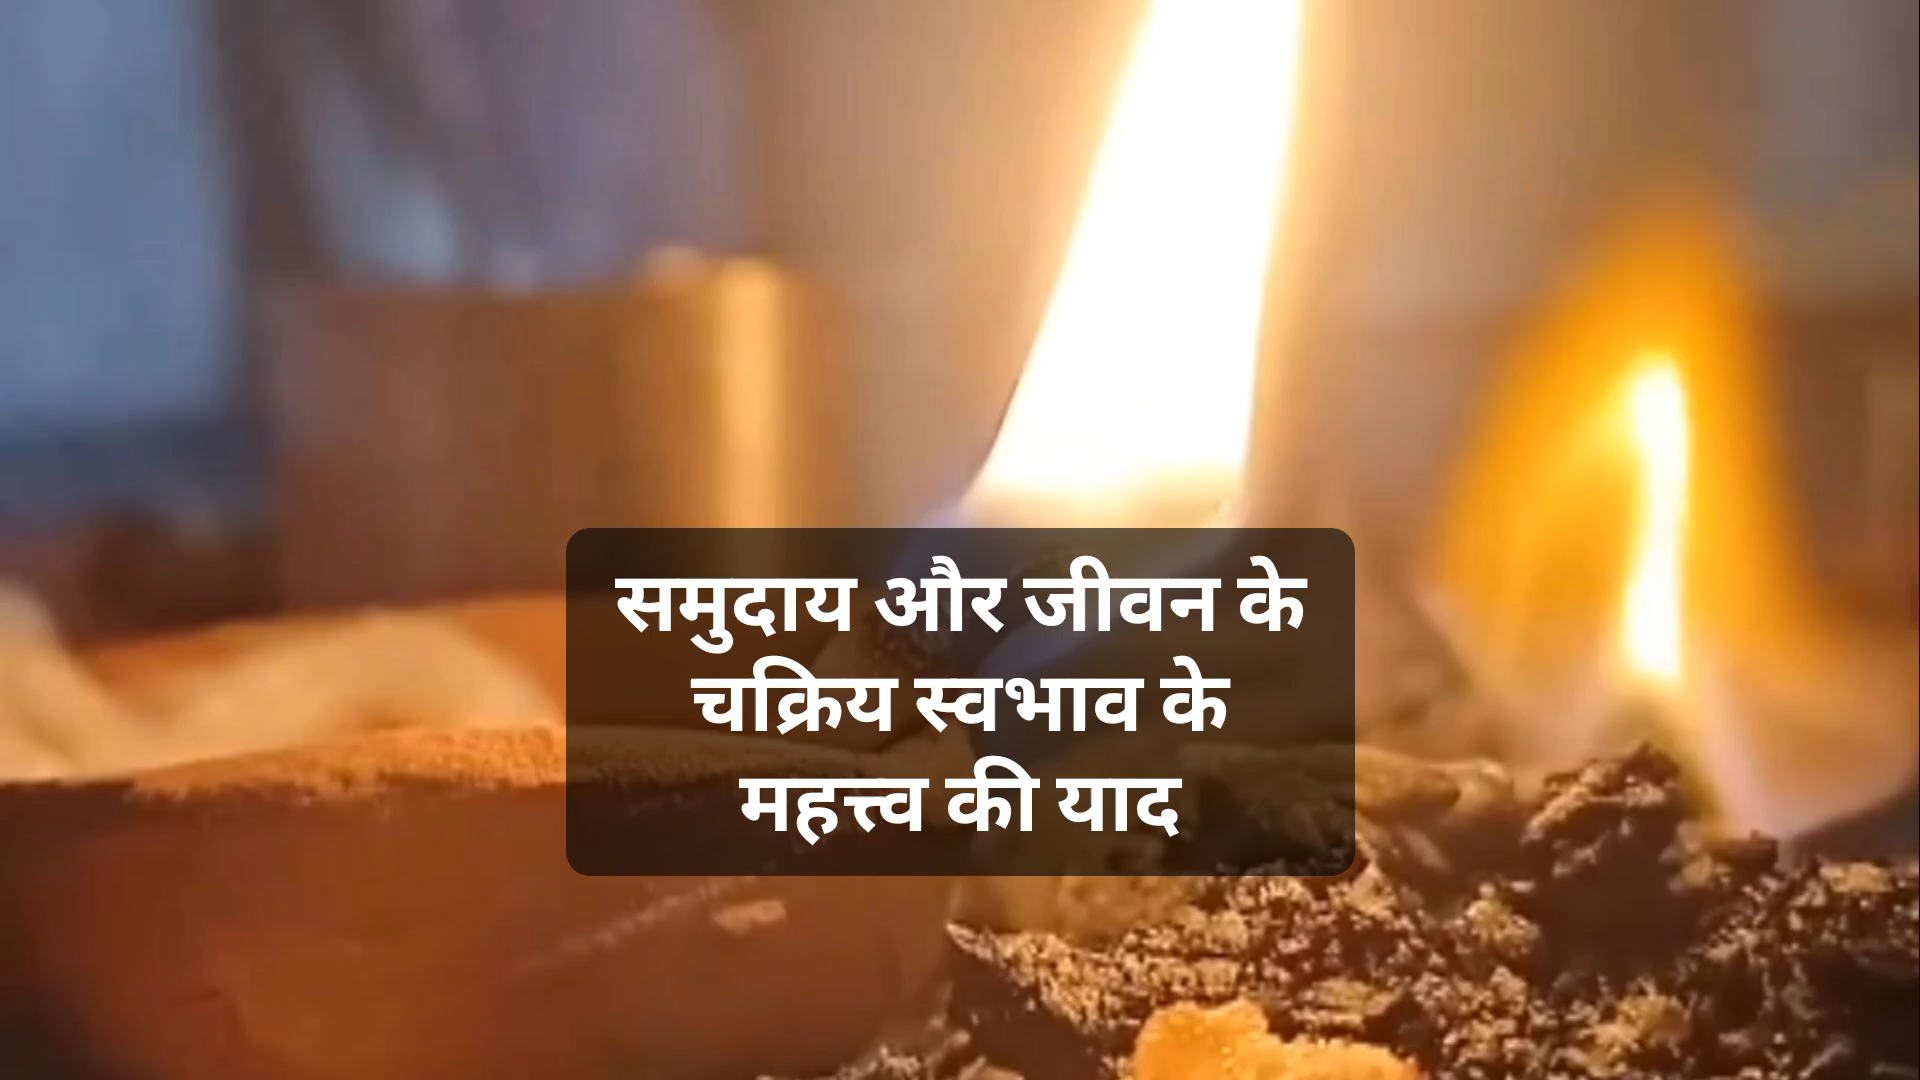 समुदाय और जीवन के
चक्रिय स्वभाव के
महत्त्व की याद